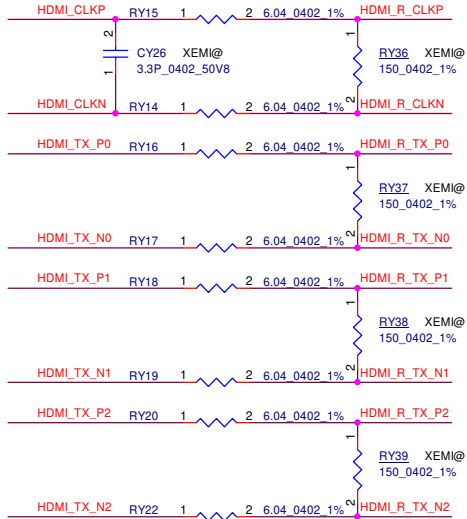 HDMI_CLKP RY15 1 2 6.04_0402_1% HDMI_R_CLKP
2 1
CY26 XEMI@ RY36 XEMI@
3.3P_0402_50V8 150_0402_1%
1 2
HDMI_CLKN RY14 1 2 6.04_0402_1% HDMI_R_CLKN
HDMI_TX_P0 RY16 1 2 6.04_0402_1% HDMI_R_TX_P0
1
RY37 XEMI@
150_0402_1%
2
HDMI_TX_N0 RY17 1 2 6.04_0402_1% HDMI_R_TX_N0
HDMI_TX_P1 RY18 1 2 6.04_0402_1% HDMI_R_TX_P1
1
RY38 XEMI@
150_0402_1%
2
HDMI_TX_N1 RY19 1 2 6.04_0402_1% HDMI_R_TX_N1
HDMI_TX_P2 RY20 1 2 6.04_0402_1% HDMI_R_TX_P2
1
RY39 XEMI@
150_0402_1%
2
HDMI_TX_N2 RY22 1 2 6.04_0402_1% HDMI_R_TX_N2